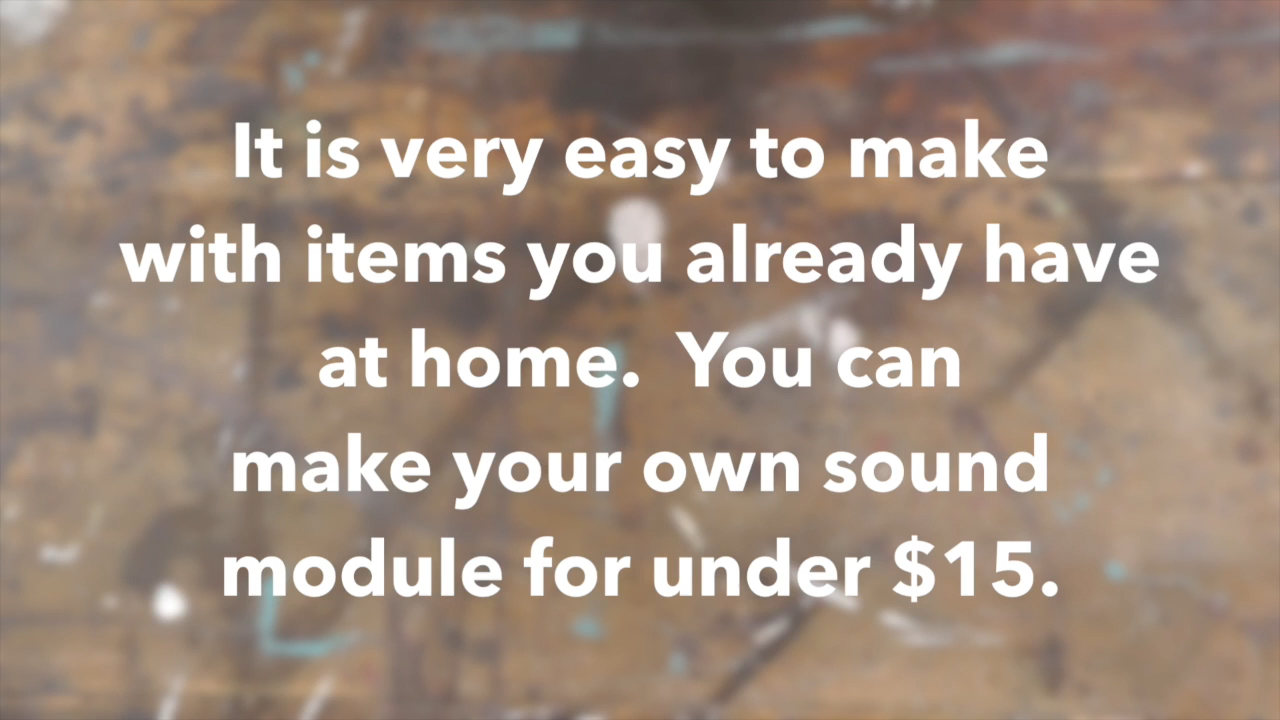 It is very easy to make
with items you already have
at home.  You can
make your own sound
module for under $15.